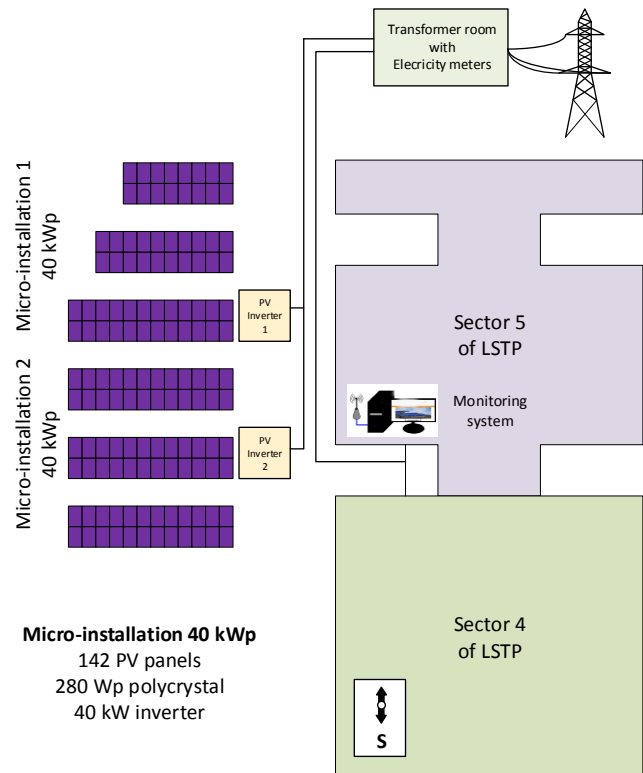 Transformer room
with
Elecricity meters
Micro-installation 1
40 kWp
PV
Inverter
1
Sector 5
of LSTP
Monitoring
system
Micro-installation 2
40 kWp
PV
Inverter
2
Micro-installation 40 kWp
142 PV panels
280 Wp polycrystal
40 kW inverter
Sector 4
of LSTP
S